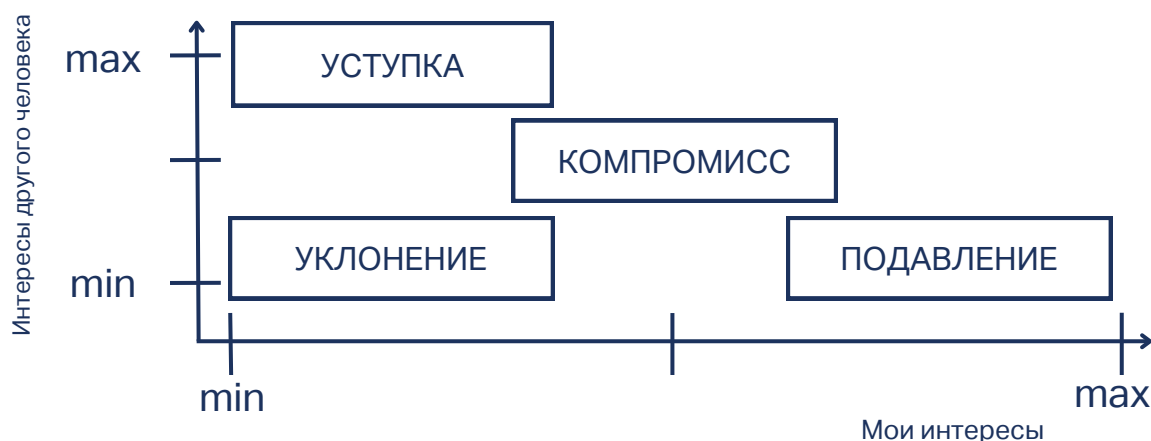 Интересы другого человека
max
УСТУПКА
КОМПРОМИСС
min
УКЛОНЕНИЕ
ПОДАВЛЕНИЕ
min
max
Мои интересы